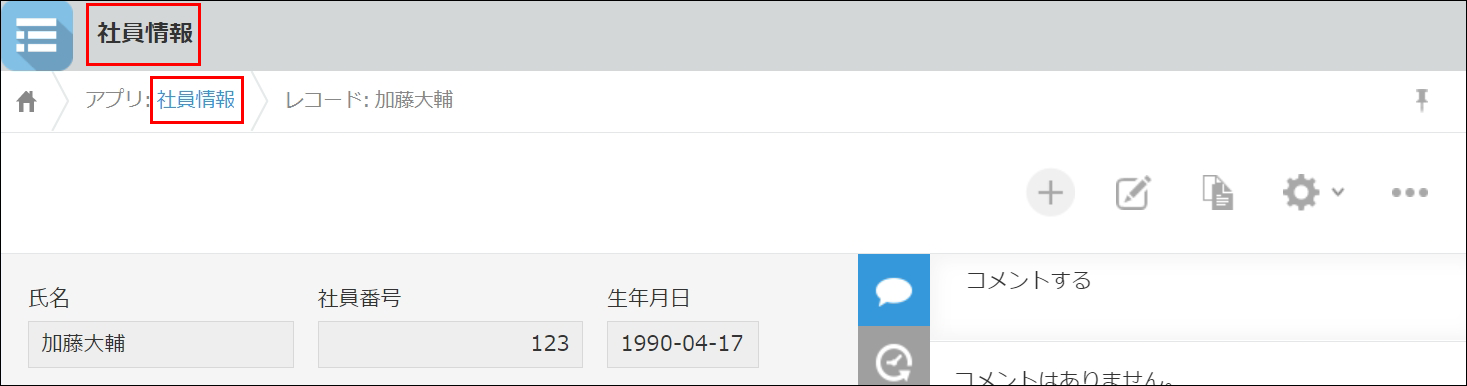 社員情報
アプリ: 社員情報 レコード: 加藤大輔
氏名 社員番号 生年月日
加藤大輔 123 1990-04-17
コメントする
コメントはありません。